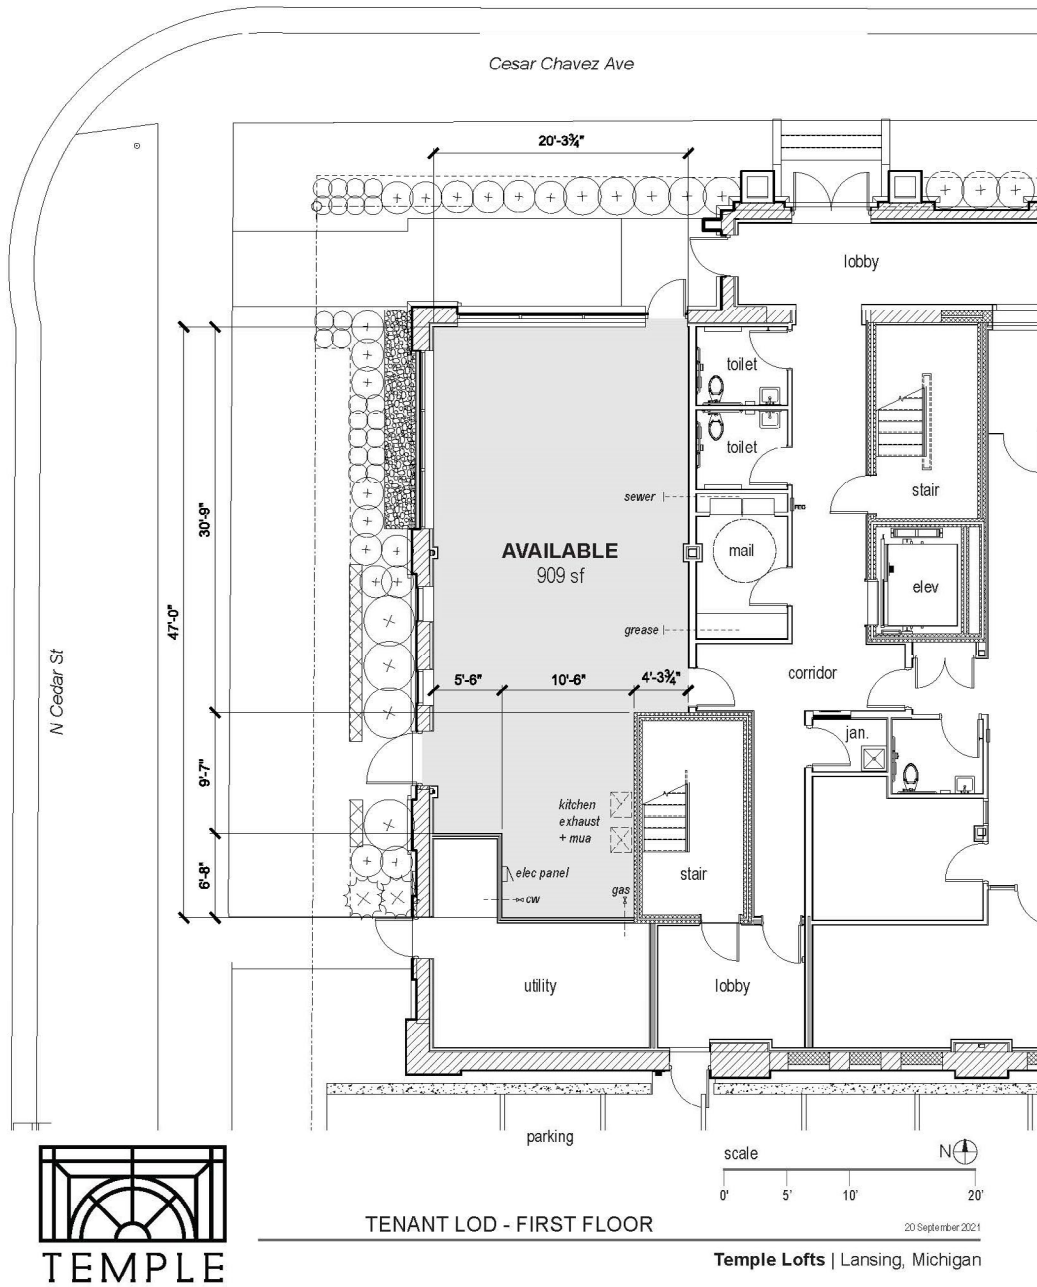 Cesar Chavez Ave
20'-3¾"
lobby
toilet
toilet
sewer
FEC
stair
30'-9"
AVAILABLE
909 sf
mail
elev
47'-0"
grease
N Cedar St
5'-6"
10'-6"
4'-3¾"
corridor
jan.
9'-7"
kitchen
exhaust
+ mua
6'-8"
elec panel
stair
cw
gas
utility
lobby
parking
scale
N
0'
5'
10'
20'
TENANT LOD - FIRST FLOOR
20 September 2021
TEMPLE
Temple Lofts | Lansing, Michigan